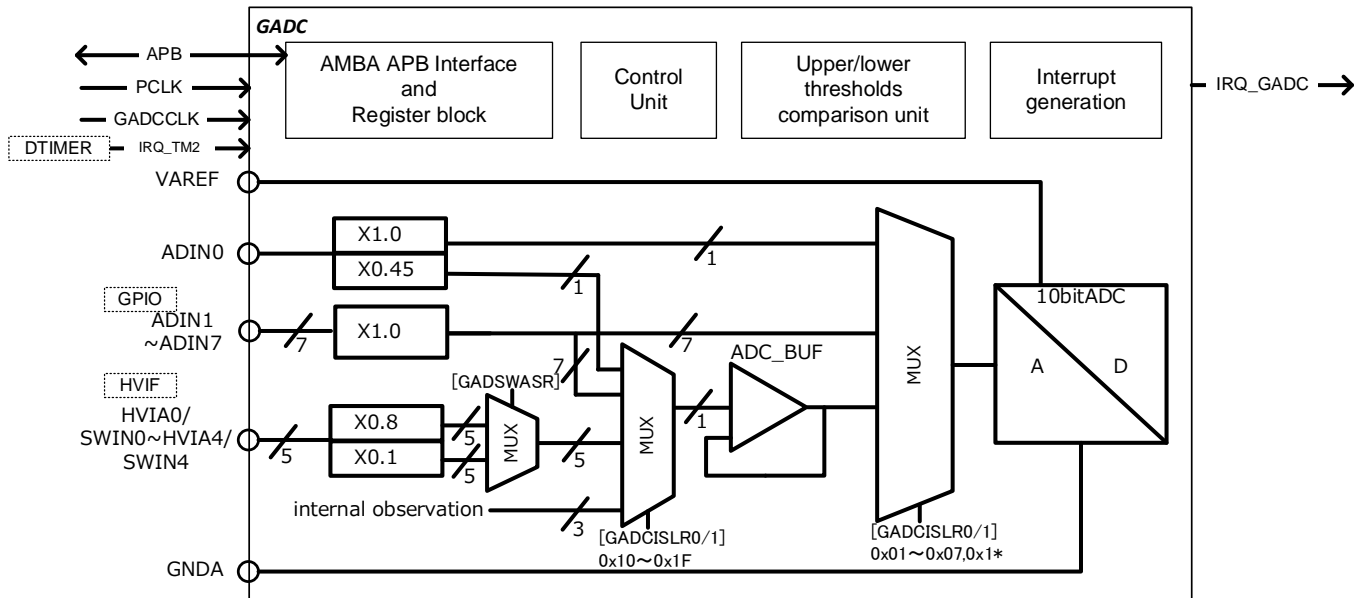 GADC
APB
PCLK
GADCCLK
DTIMER
IRQ_TM2
AMBA APB Interface
and
Register block
Control
Unit
Upper/lower
thresholds
comparison unit
Interrupt
generation
IRQ_GADC
VAREF
ADIN0
X1.0
X0.45
1
1
GPIO
ADIN1
~ADIN7
7
X1.0
7
7
HVIF
HVIA0/
SWIN0~HVIA4/
SWIN4
5
X0.8
X0.1
5
5
[GADSWASR]
MUX
5
internal observation
3
MUX
[GADCISLR0/1]
0x10~0x1F
1
ADC_BUF
MUX
[GADCISLR0/1]
0x01~0x07,0x1*
10bitADC
A
D
GNDA